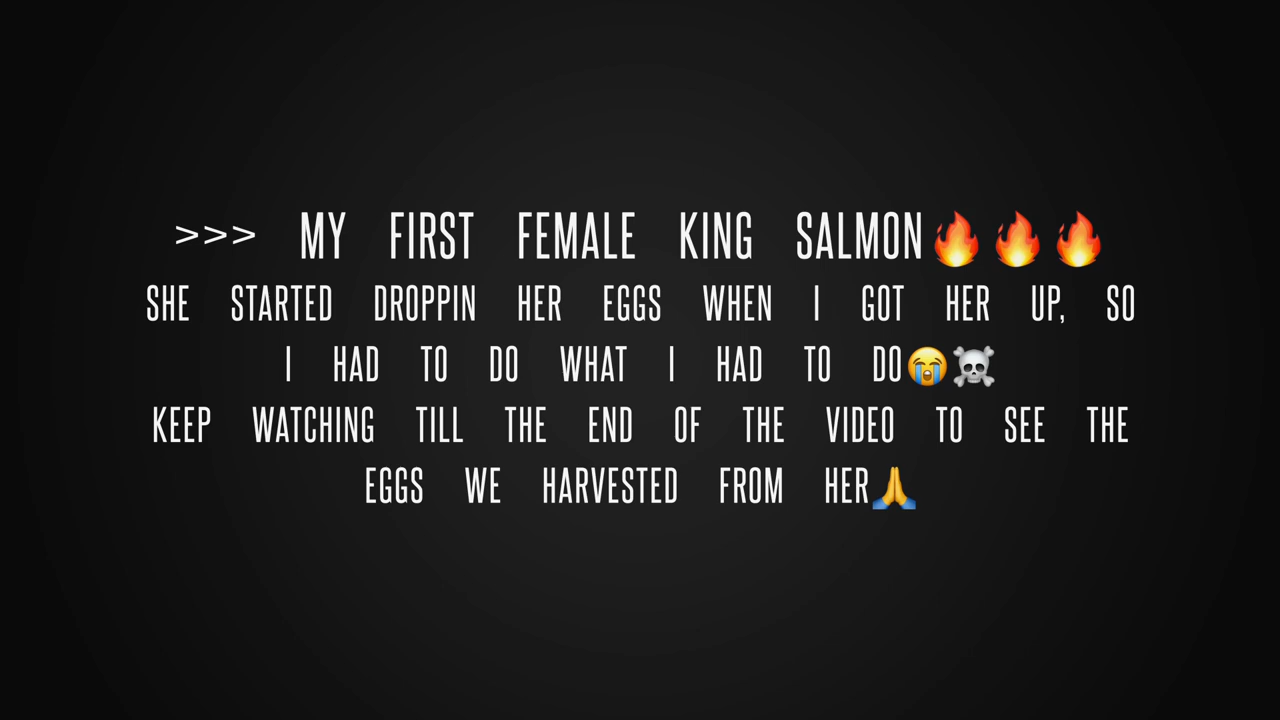 >>> MY FIRST FEMALE KING SALMON🔥🔥🔥
SHE STARTED DROPPIN HER EGGS WHEN I GOT HER UP, SO
I HAD TO DO WHAT I HAD TO DO😭☠️
KEEP WATCHING TILL THE END OF THE VIDEO TO SEE THE
EGGS WE HARVESTED FROM HER🙏